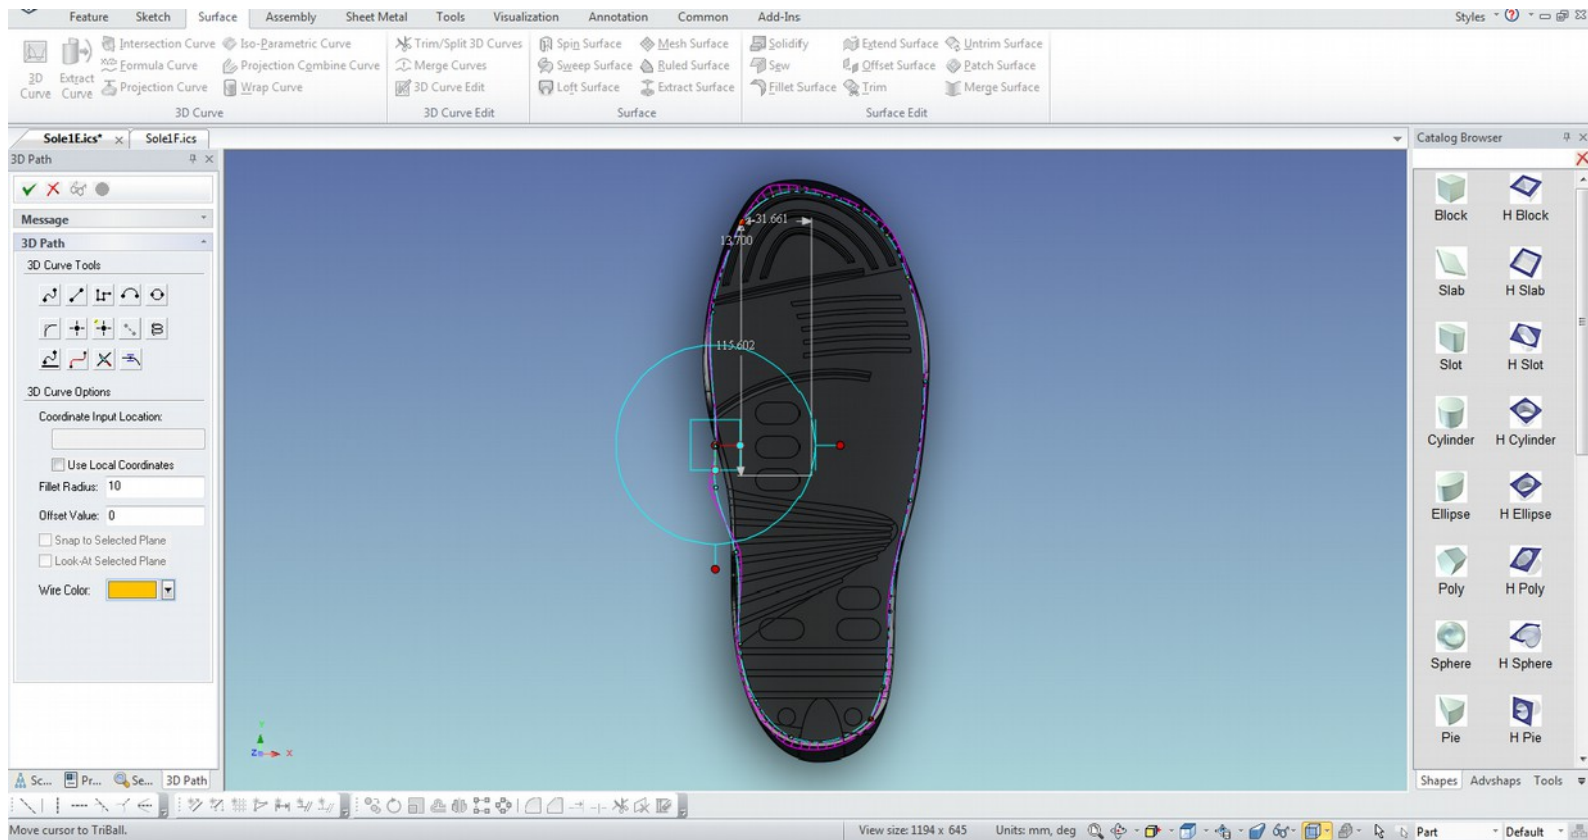 Feature Sketch Surface Assembly Sheet Metal Tools Visualization Annotation Common Add-Ins Styles
Intersection Curve Iso-Parametric Curve Trim/Split 3D Curves Spin Surface Mesh Surface Solidify Extend Surface Untrim Surface
Formula Curve Projection Combine Curve Merge Curves Sweep Surface Ruled Surface Sew Offset Surface Patch Surface
3D Curve Extract Curve Projection Curve Wrap Curve 3D Curve Edit Loft Surface Extract Surface Fillet Surface Trim Merge Surface
3D Curve 3D Curve Edit Surface Surface Edit
Sole1E.ics* Sole1F.ics Catalog Browser
3D Path
Message
3D Path
3D Curve Tools
3D Curve Options
Coordinate Input Location:
Use Local Coordinates
Fillet Radius: 10
Offset Value: 0
Snap to Selected Plane
Look-At Selected Plane
Wire Color:
31.661
13.700
115.602
Y
Z X
Block H Block
Slab H Slab
Slot H Slot
Cylinder H Cylinder
Ellipse H Ellipse
Poly H Poly
Sphere H Sphere
Pie H Pie
Sc... Pr... Se... 3D Path Shapes Advshaps Tools
Move cursor to TriBall. View size: 1194 x 645 Units: mm, deg Part Default